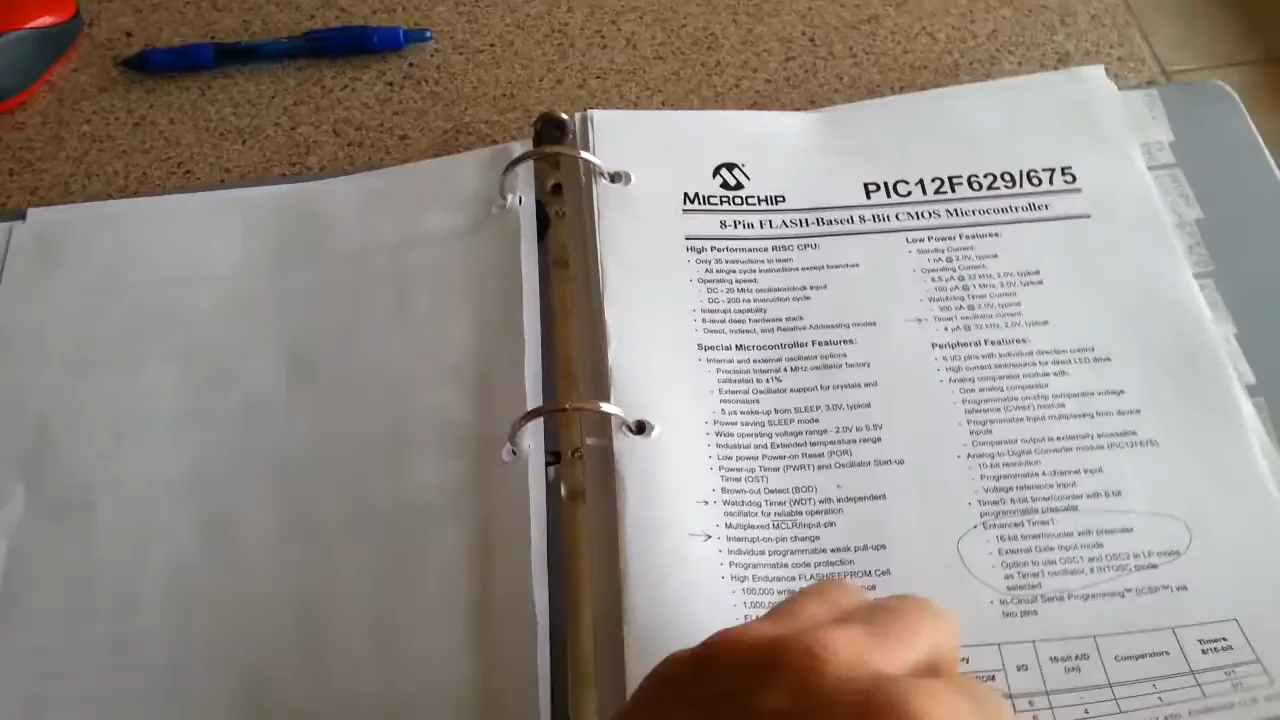 MICROCHIP
PIC12F629/675
8-Pin FLASH-Based 8-Bit CMOS Microcontroller
High Performance RISC CPU:
• Only 35 instructions to learn
- All single cycle instructions except branches
• Operating speed:
- DC - 20 MHz oscillator/clock input
- DC - 200 ns instruction cycle
• Interrupt capability
• 8-level deep hardware stack
• Direct, Indirect, and Relative Addressing modes
Special Microcontroller Features:
• Internal and external oscillator options
- Precision Internal 4 MHz oscillator factory
calibrated to ±1%
- External Oscillator support for crystals and
resonators
- 5 µs wake-up from SLEEP, 3.0V, typical
• Power saving SLEEP mode
• Wide operating voltage range - 2.0V to 5.5V
• Industrial and Extended temperature range
• Low power Power-on Reset (POR)
• Power-up Timer (PWRT) and Oscillator Start-up
Timer (OST)
• Brown-out Detect (BOD)
• Watchdog Timer (WDT) with independent
oscillator for reliable operation
• Multiplexed MCLR/Input-pin
• Interrupt-on-pin change
• Individual programmable weak pull-ups
• Programmable code protection
• High Endurance FLASH/EEPROM Cell
- 100,000 write
Low Power Features:
• Standby Current:
- 1 nA @ 2.0V, typical
• Operating Current:
- 8.5 µA @ 32 kHz, 2.0V, typical
- 100 µA @ 1 MHz, 2.0V, typical
• Watchdog Timer Current
- 300 nA @ 2.0V, typical
• Timer1 oscillator current:
- 4 µA @ 32 kHz, 2.0V, typical
Peripheral Features:
• 6 I/O pins with individual direction control
• High current sink/source for direct LED drive
• Analog comparator module with:
- One analog comparator
- Programmable on-chip comparator voltage
reference (CVREF) module
- Programmable input multiplexing from device
inputs
- Comparator output is externally accessible
• Analog-to-Digital Converter module (PIC12F675)
- 10-bit resolution
- Programmable 4-channel input
- Voltage reference input
• Timer0: 8-bit timer/counter with 8-bit
programmable prescaler
• Enhanced Timer1:
- 16-bit timer/counter with prescaler
- External Gate Input mode
- Option to use OSC1 and OSC2 in LP mode
as Timer1 oscillator, if INTOSC mode
selected
• In-Circuit Serial Programming™ (ICSP™) via
two pins
I/O
10-bit A/D
(ch)
Comparators
Timers
8/16-bit
6 - 1 1/1
6 4 1 1/1